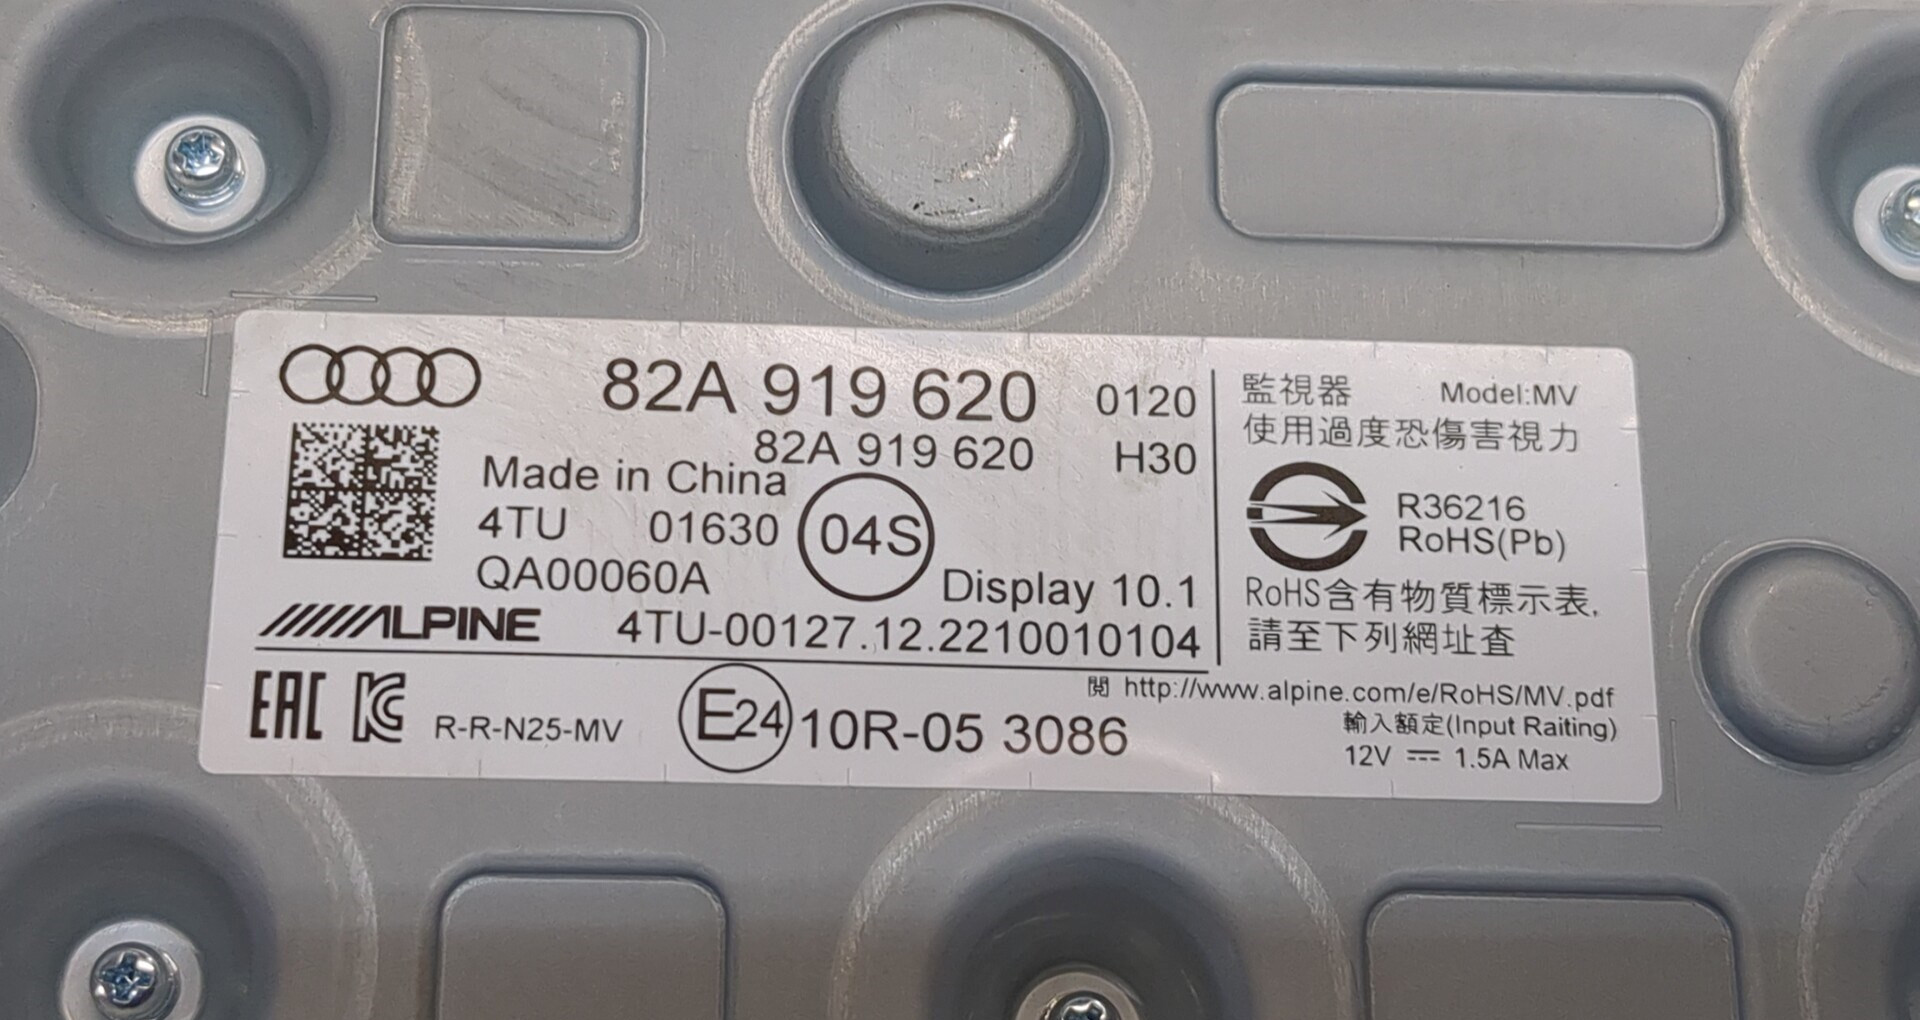 82A 919 620 0120
82A 919 620 H30
Made in China
4TU 01630 04S
QA00060A
Display 10.1
ALPINE 4TU-00127.12.2210010104
監視器 Model:MV
使用過度恐傷害視力
R36216
RoHS(Pb)
RoHS含有物質標示表,
請至下列網址查
閱 http://www.alpine.com/e/RoHS/MV.pdf
輸入額定(Input Raiting)
12V 1.5A Max
EAC KC R-R-N25-MV E24 10R-05 3086